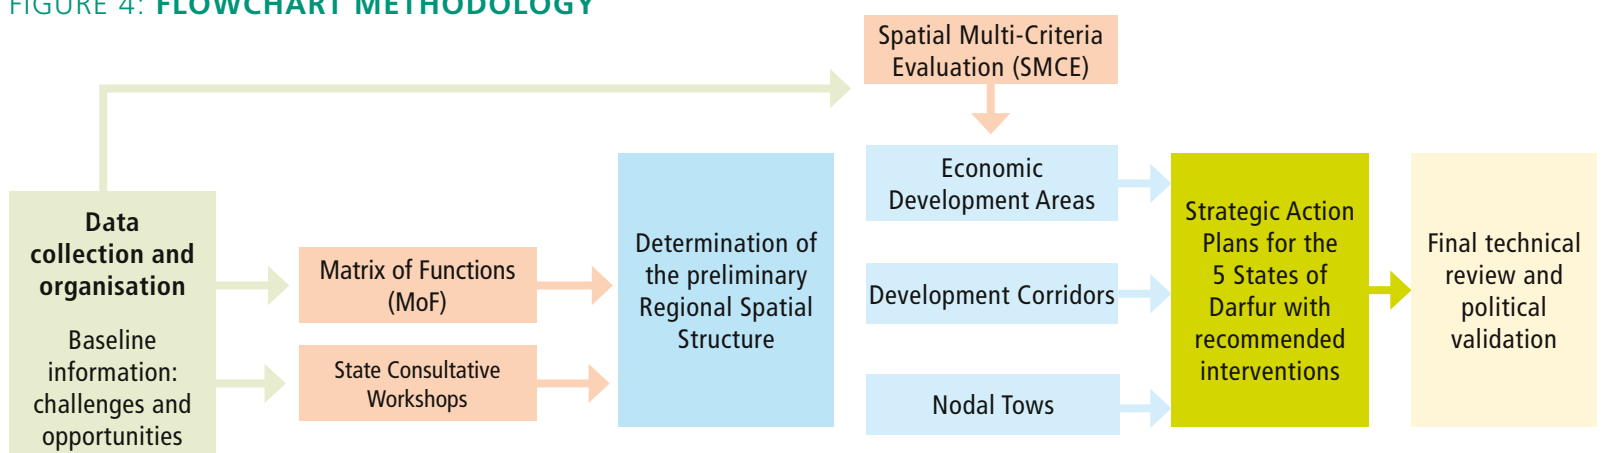 FIGURE 4: FLOWCHART METHODOLOGY
Data
collection and
organisation
Baseline
information:
challenges and
opportunities
Matrix of Functions
(MoF)
State Consultative
Workshops
Determination of
the preliminary
Regional Spatial
Structure
Spatial Multi-Criteria
Evaluation (SMCE)
Economic
Development Areas
Development Corridors
Nodal Tows
Strategic Action
Plans for the
5 States of
Darfur with
recommended
interventions
Final technical
review and
political
validation